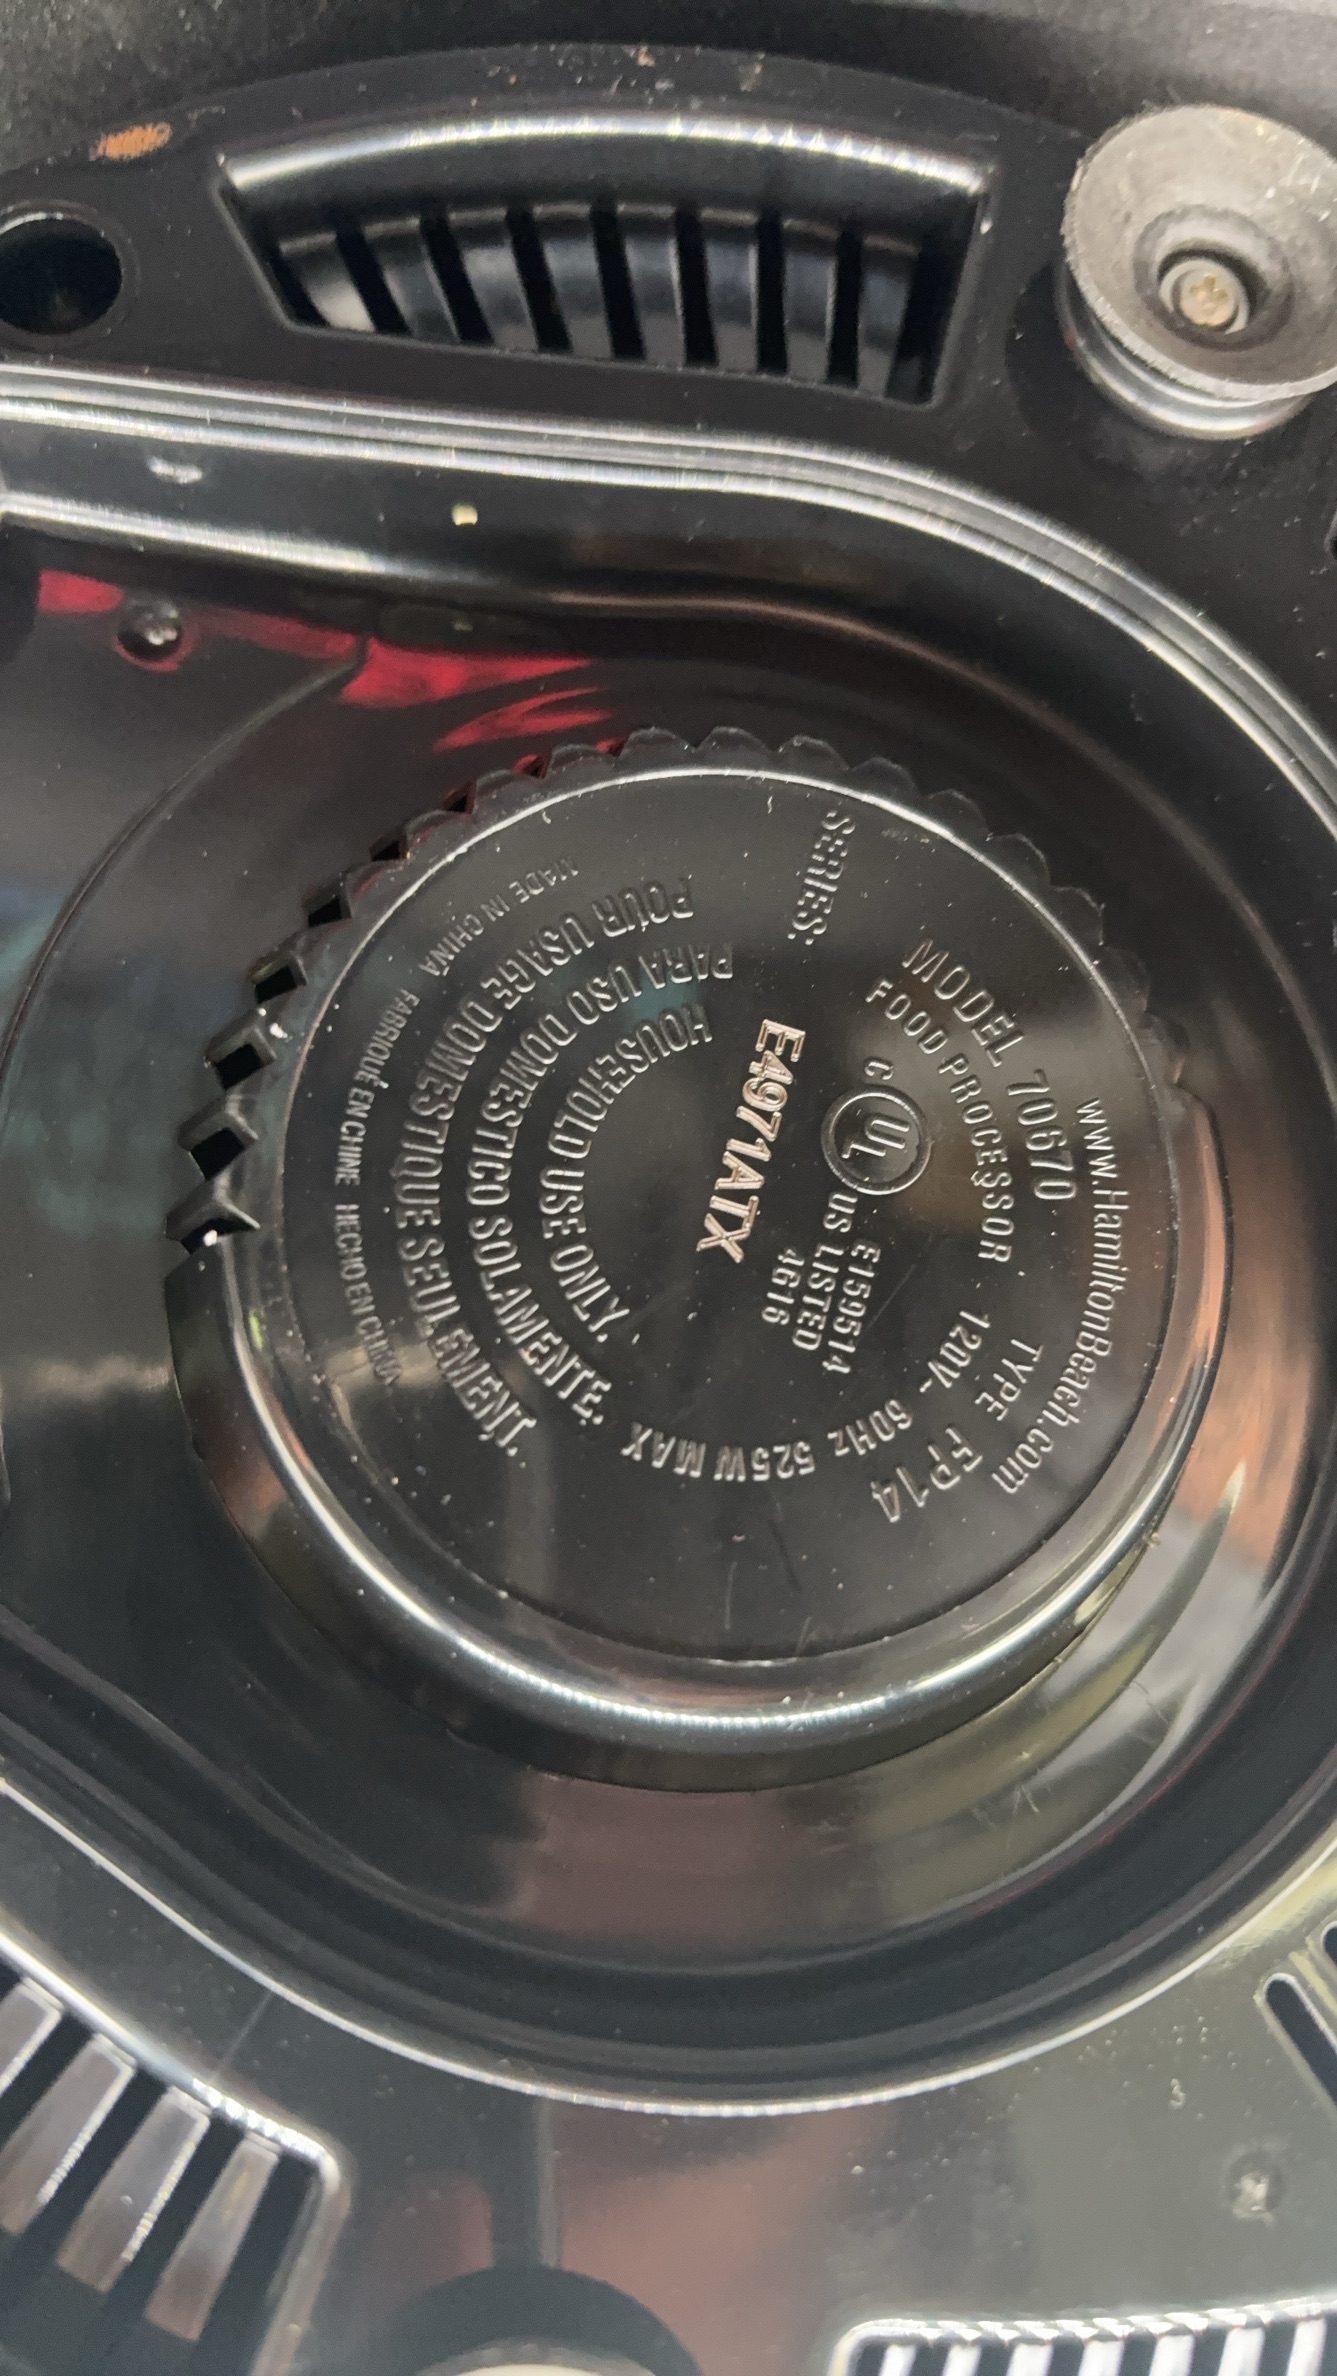 www.HamiltonBeach.com
MODEL 70670 TYPE FP14
FOOD PROCESSOR 120V~ 60Hz 525W MAX
C UL US LISTED
E159514
4G16
SERIES: E4971ATX
HOUSEHOLD USE ONLY.
PARA USO DOMESTICO SOLAMENTE.
POUR USAGE DOMESTIQUE SEULEMENT.
MADE IN CHINA FABRIQUÉ EN CHINE HECHO EN CHINA